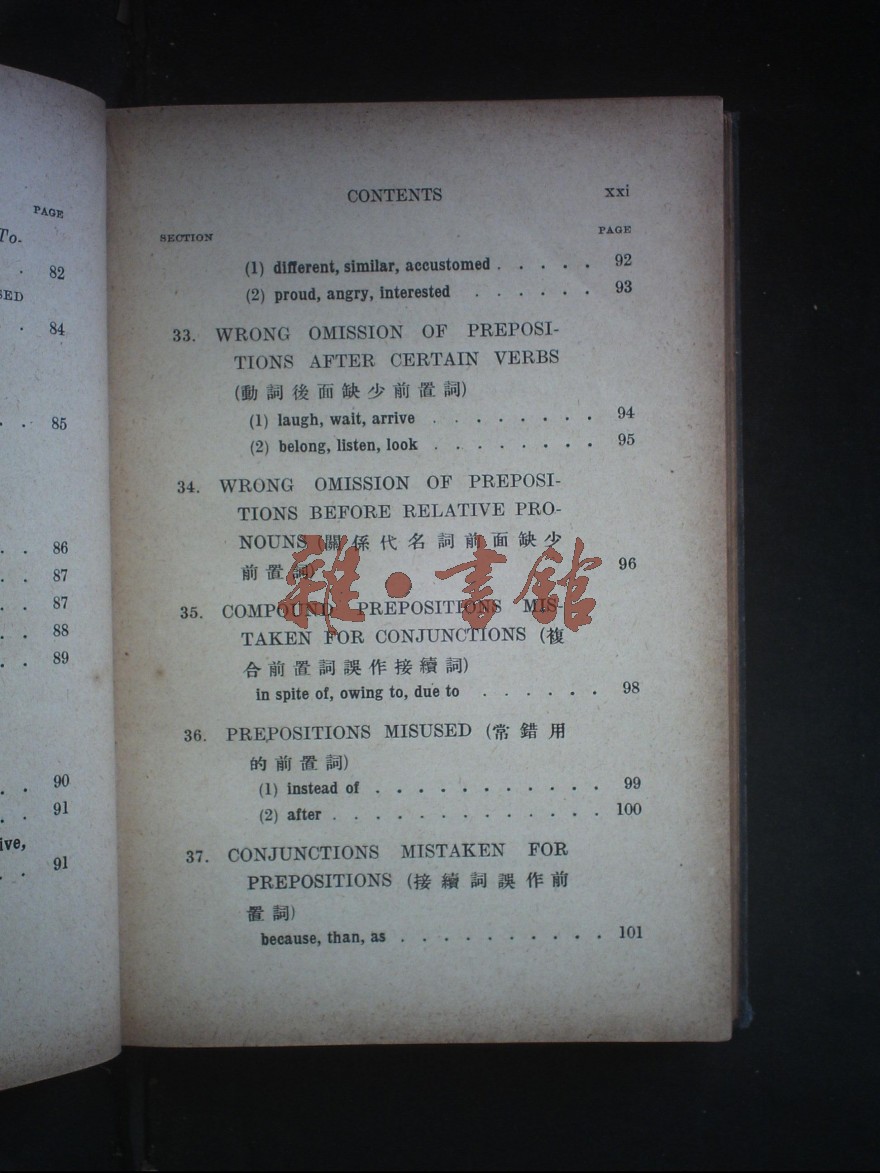 PAGE
To-
82
SED
84
85
86
87
87
88
89
90
91
ive,
91
CONTENTS xxi
SECTION PAGE
(1) different, similar, accustomed . . . . . 92
(2) proud, angry, interested . . . . . . 93
33. WRONG OMISSION OF PREPOSI-
TIONS AFTER CERTAIN VERBS
(動詞後面缺少前置詞)
(1) laugh, wait, arrive . . . . . . . . 94
(2) belong, listen, look . . . . . . . . 95
34. WRONG OMISSION OF PREPOSI-
TIONS BEFORE RELATIVE PRO-
NOUNS (關係代名詞前面缺少
前置詞) 96
35. COMPOUND PREPOSITIONS MIS-
TAKEN FOR CONJUNCTIONS (複
合前置詞誤作接續詞)
in spite of, owing to, due to . . . . . . 98
36. PREPOSITIONS MISUSED (常錯用
的前置詞)
(1) instead of . . . . . . . . . . . 99
(2) after . . . . . . . . . . . . . 100
37. CONJUNCTIONS MISTAKEN FOR
PREPOSITIONS (接續詞誤作前
置詞)
because, than, as . . . . . . . . . . 101
雜·書館